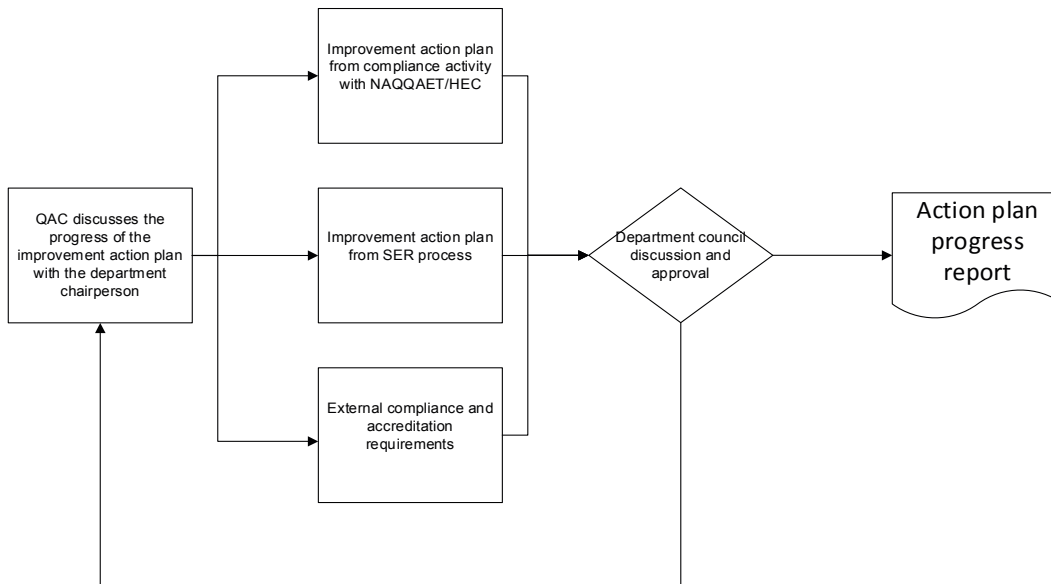 Improvement action plan
from compliance activity
with NAQQAET/HEC
QAC discusses the
progress of the
improvement action plan
with the department
chairperson
Improvement action plan
from SER process
Department council
discussion and
approval
Action plan
progress
report
External compliance and
accreditation
requirements